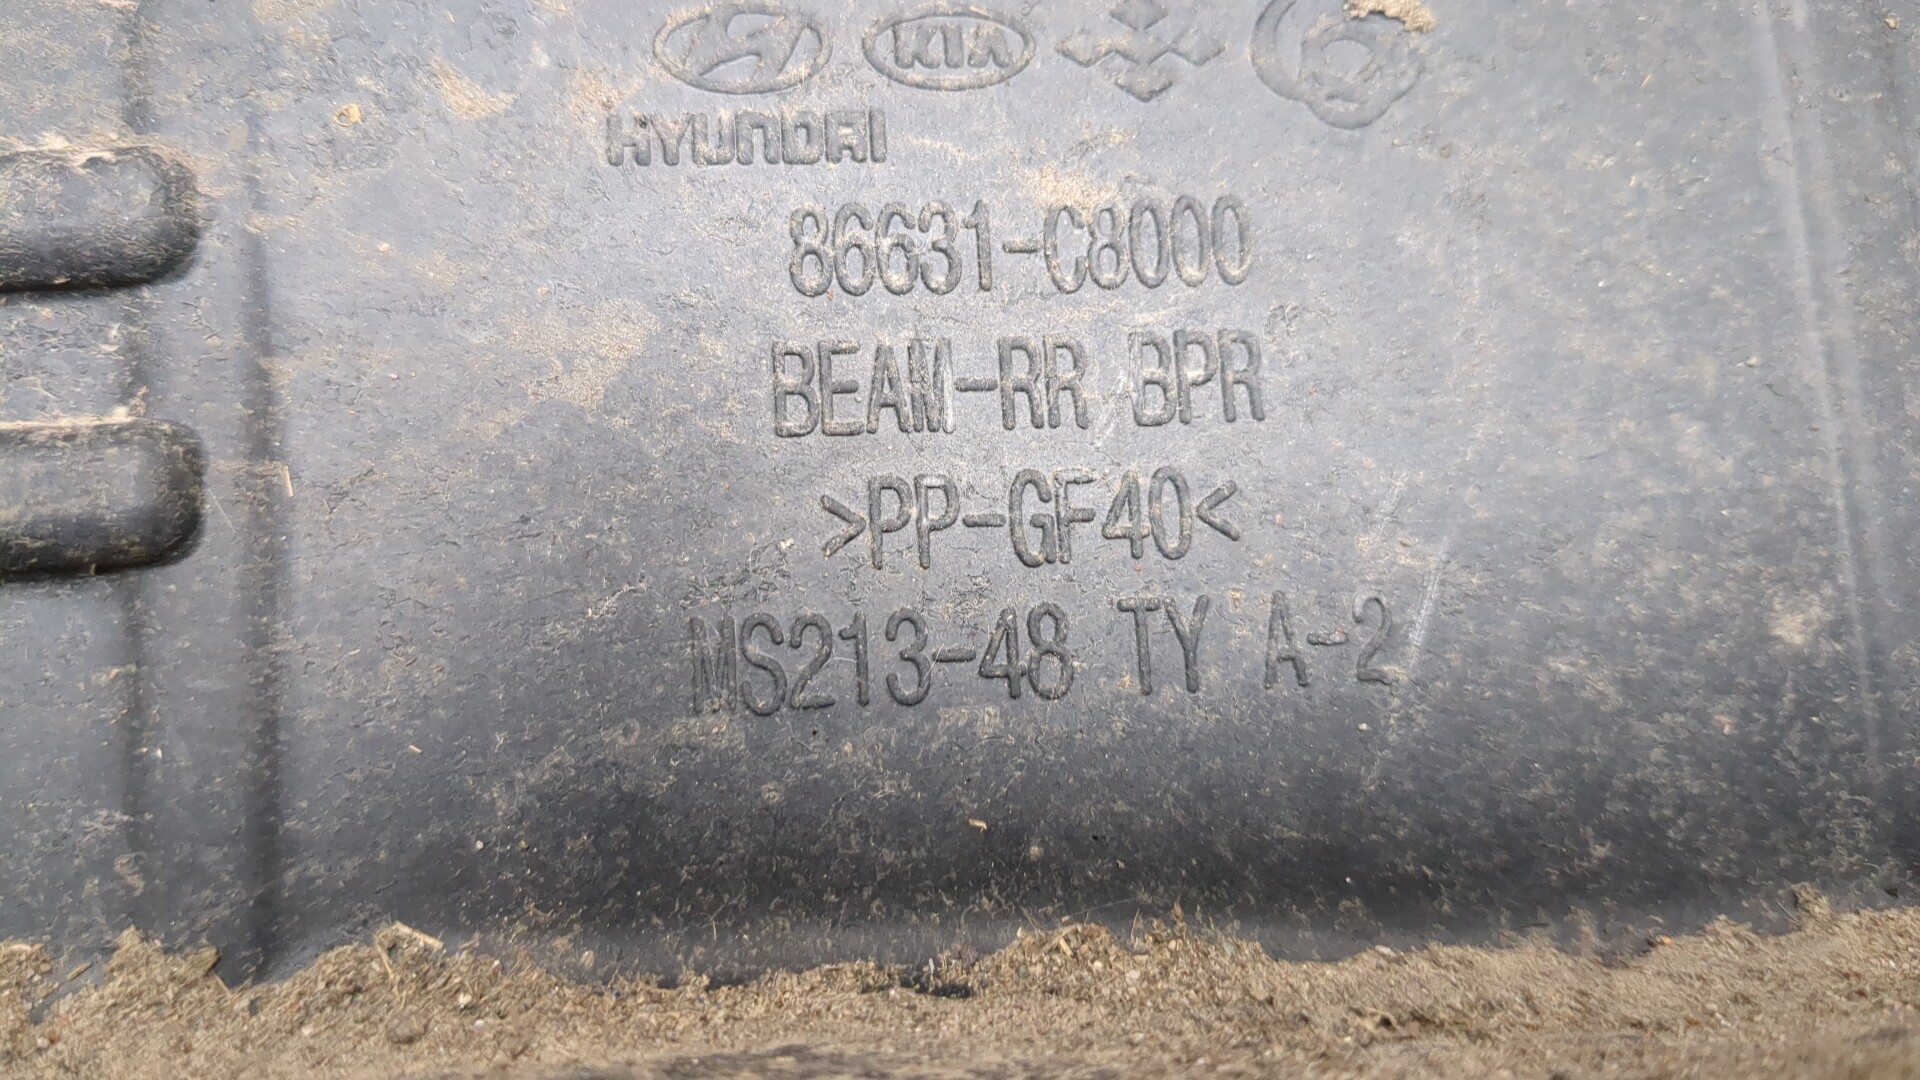 KIA
HYUNDAI
86631-C8000
BEAM-RR BPR
>PP-GF40<
MS213-48 TY A-2